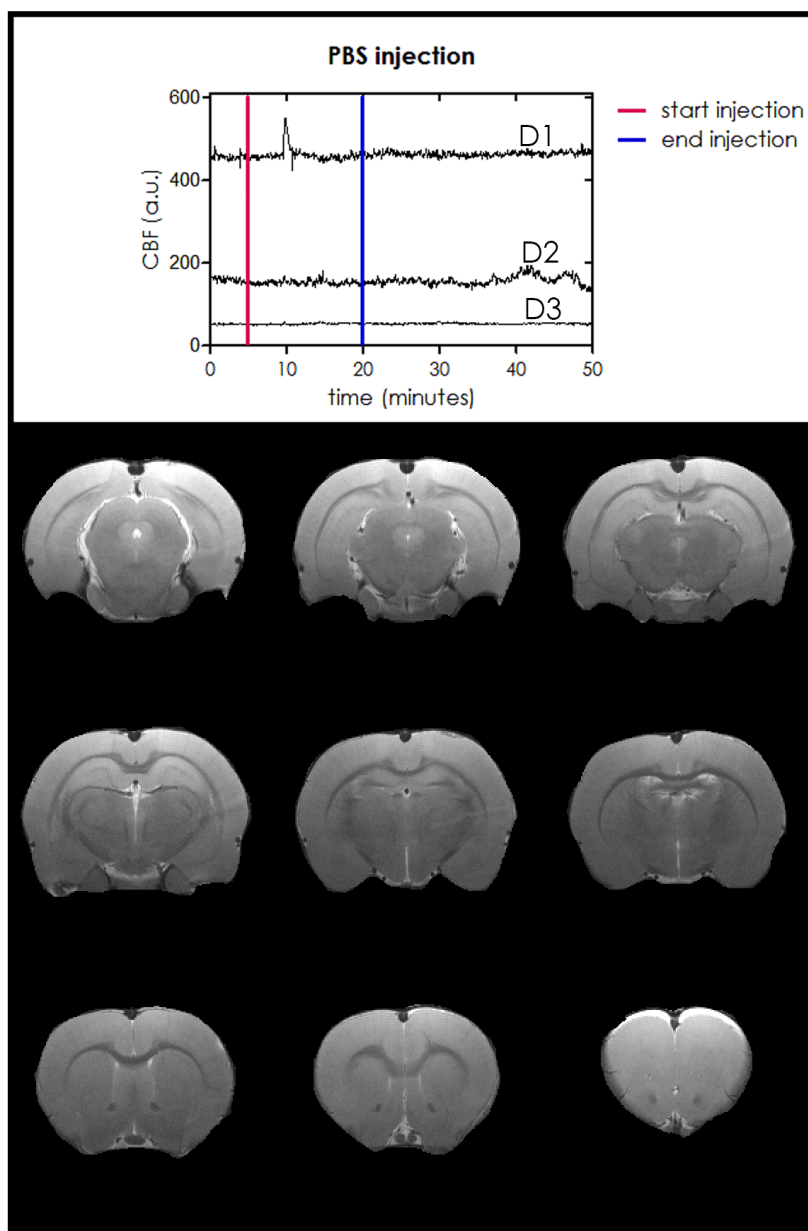 PBS injection
600
400
200
0
CBF (a.u.)
D1
D2
D3
0 10 20 30 40 50
time (minutes)
start injection
end injection